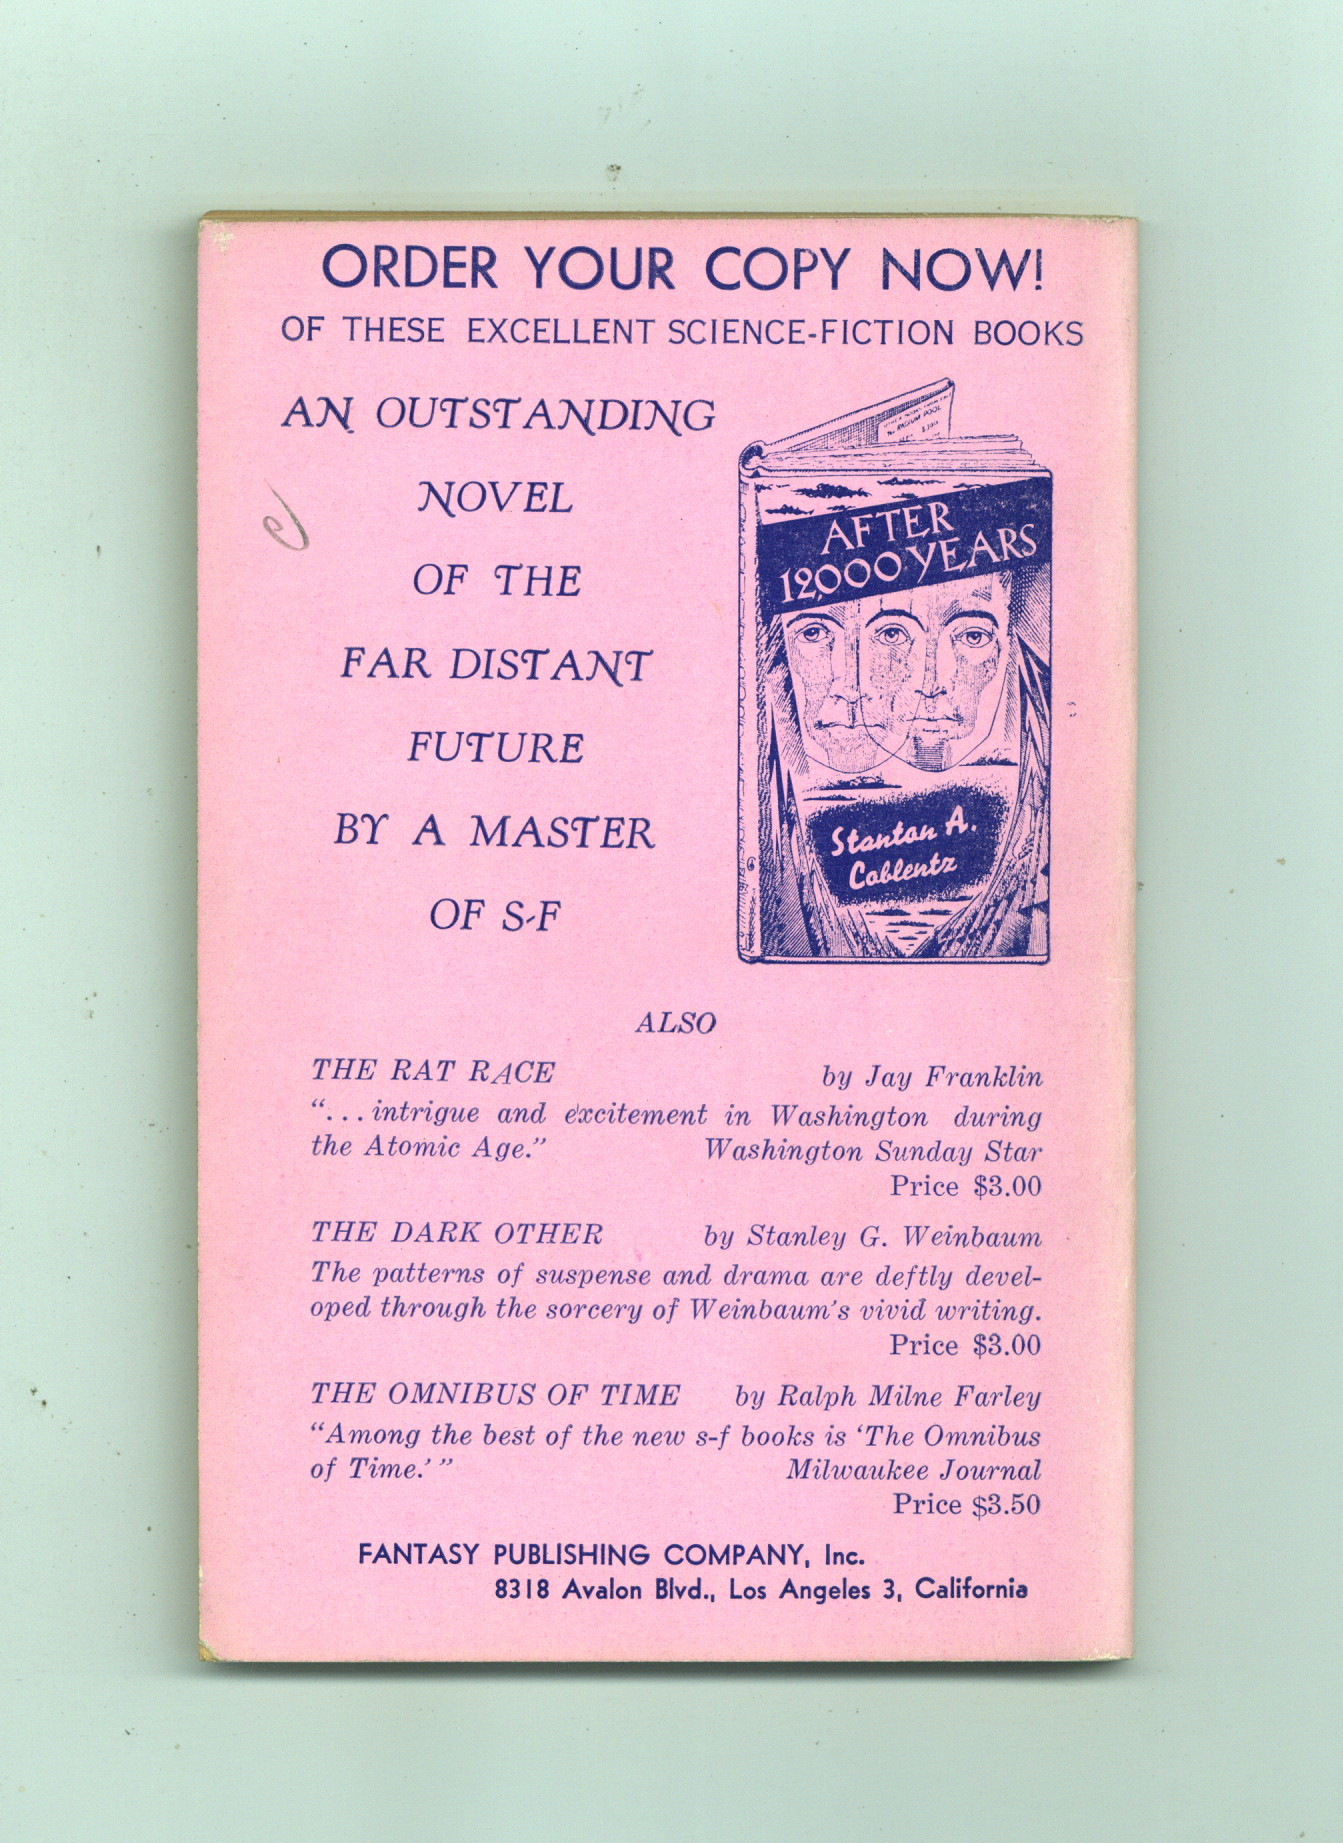 ORDER YOUR COPY NOW!
OF THESE EXCELLENT SCIENCE-FICTION BOOKS
AN OUTSTANDING
NOVEL
OF THE
FAR DISTANT
FUTURE
BY A MASTER
OF S-F
RADIUM POOL
AFTER
12,000 YEARS
Stanton A.
Coblentz
ALSO
THE RAT RACE by Jay Franklin
“... intrigue and excitement in Washington during
the Atomic Age.” Washington Sunday Star
Price $3.00
THE DARK OTHER by Stanley G. Weinbaum
The patterns of suspense and drama are deftly devel-
oped through the sorcery of Weinbaum's vivid writing.
Price $3.00
THE OMNIBUS OF TIME by Ralph Milne Farley
“Among the best of the new s-f books is ‘The Omnibus
of Time.’ ” Milwaukee Journal
Price $3.50
FANTASY PUBLISHING COMPANY, Inc.
8318 Avalon Blvd., Los Angeles 3, California